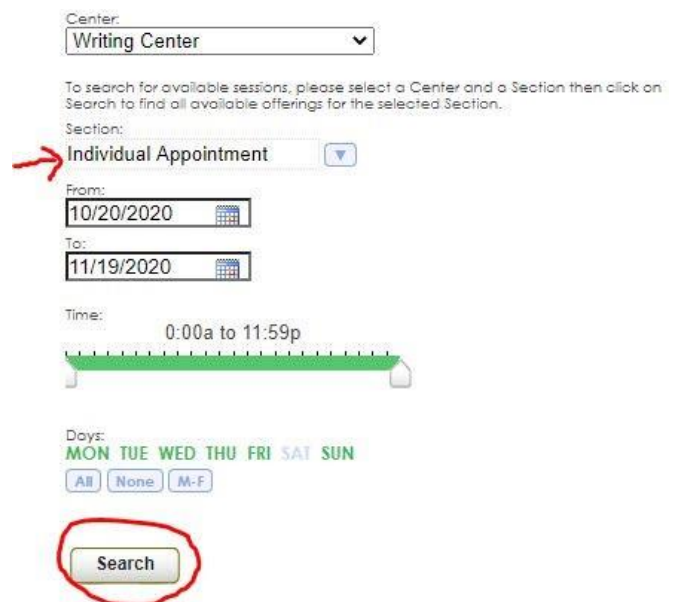 Center:
Writing Center
To search for available sessions, please select a Center and a Section then click on
Search to find all available offerings for the selected Section.
Section:
Individual Appointment
From:
10/20/2020
To:
11/19/2020
Time:
0:00a to 11:59p
Days:
MON TUE WED THU FRI SAT SUN
All None M-F
Search